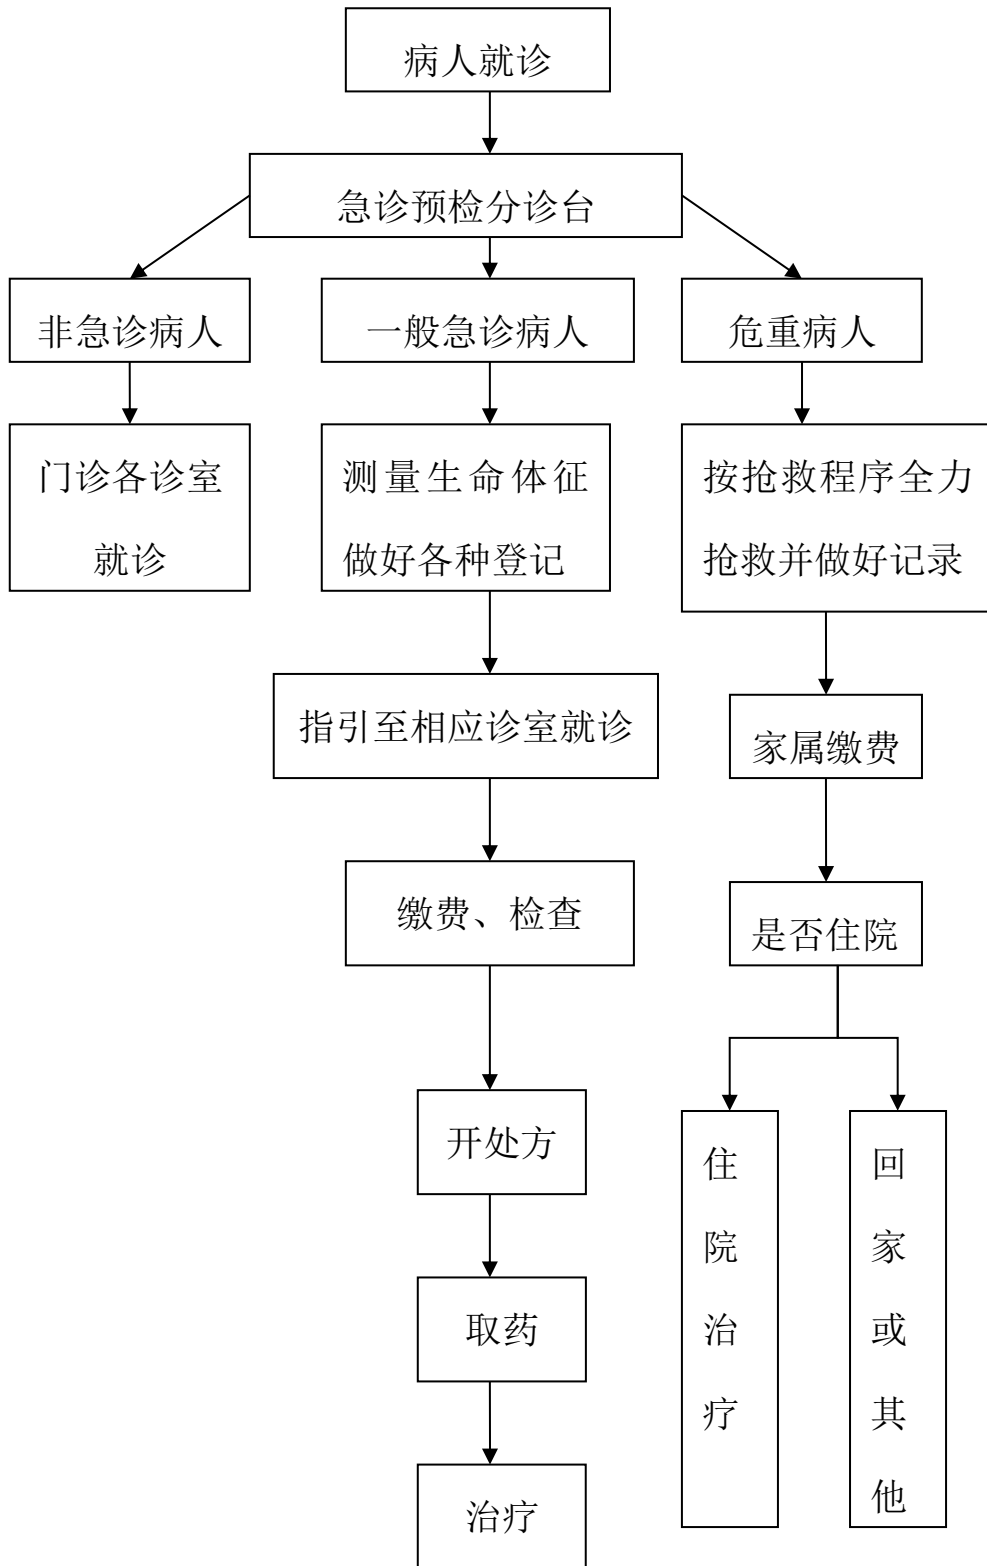 病人就诊
急诊预检分诊台
非急诊病人
一般急诊病人
危重病人
门诊各诊室
就诊
测量生命体征
做好各种登记
按抢救程序全力
抢救并做好记录
指引至相应诊室就诊
家属缴费
缴费、检查
是否住院
开处方
取药
治疗
住院治疗
回家或其他